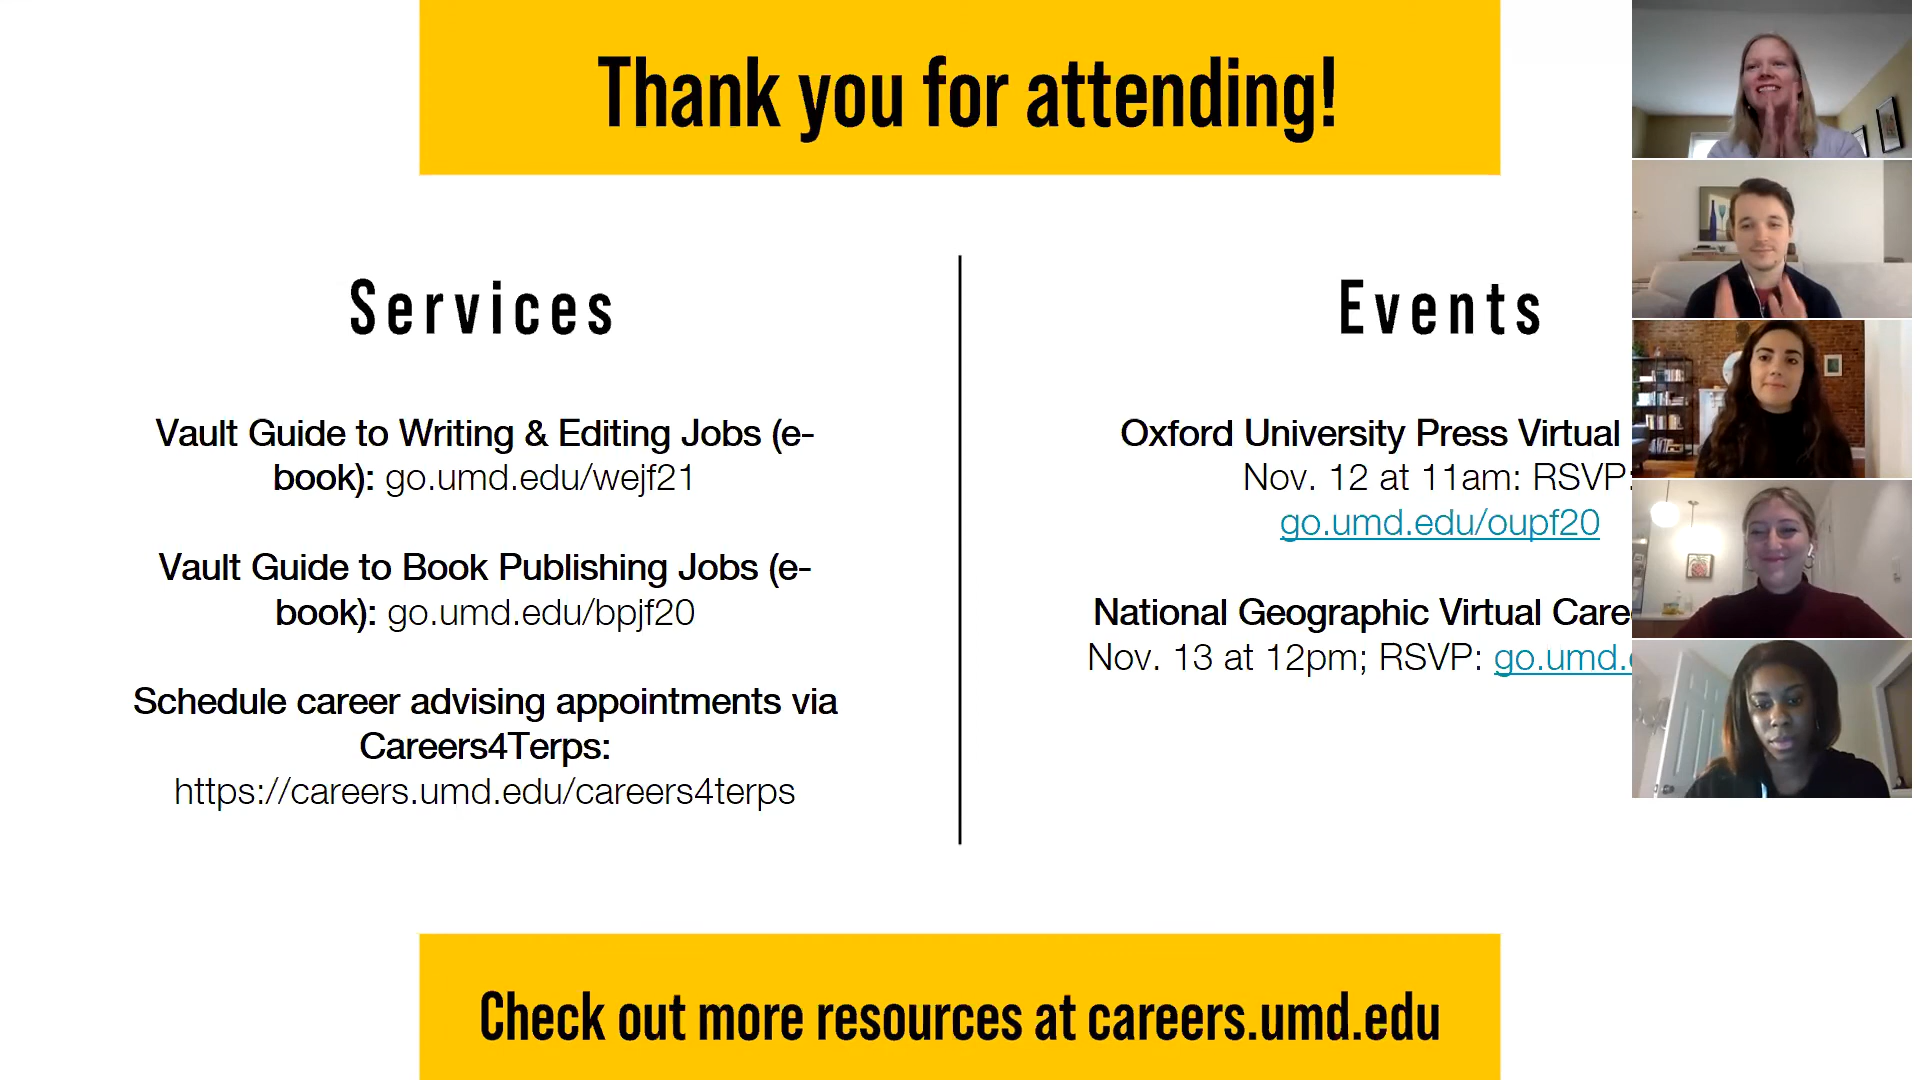 Thank you for attending!
Services
Vault Guide to Writing & Editing Jobs (e-
book): go.umd.edu/wejf21
Vault Guide to Book Publishing Jobs (e-
book): go.umd.edu/bpjf20
Schedule career advising appointments via
Careers4Terps:
https://careers.umd.edu/careers4terps
Events
Oxford University Press Virtual
Nov. 12 at 11am: RSVP:
go.umd.edu/oupf20
National Geographic Virtual
Nov. 13 at 12pm; RSVP: go.umd.
Check out more resources at careers.umd.edu